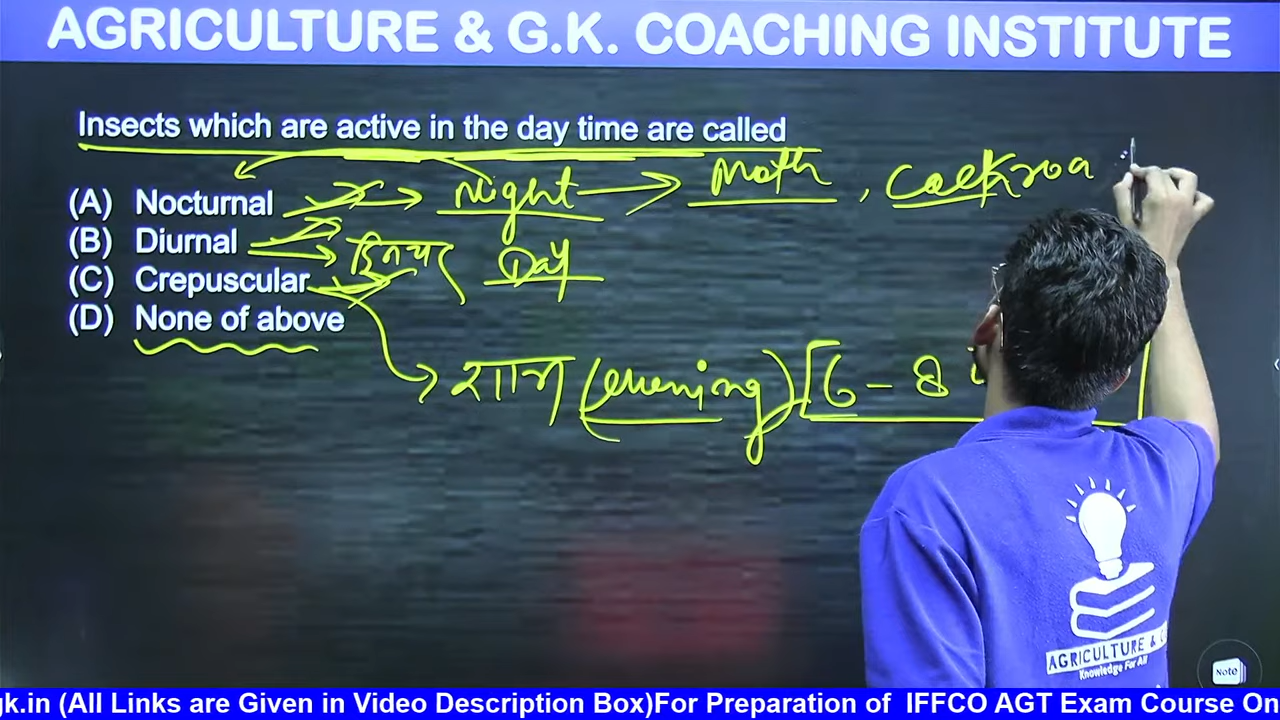 AGRICULTURE & G.K. COACHING INSTITUTE
Insects which are active in the day time are called
(A) Nocturnal Night Moth, Cockroa
(B) Diurnal दिनचर Day
(C) Crepuscular
(D) None of above
शाम (evening) [6 - 8
AGRICULTURE & G
Knowledge For All
Note
gk.in (All Links are Given in Video Description Box)For Preparation of IFFCO AGT Exam Course On